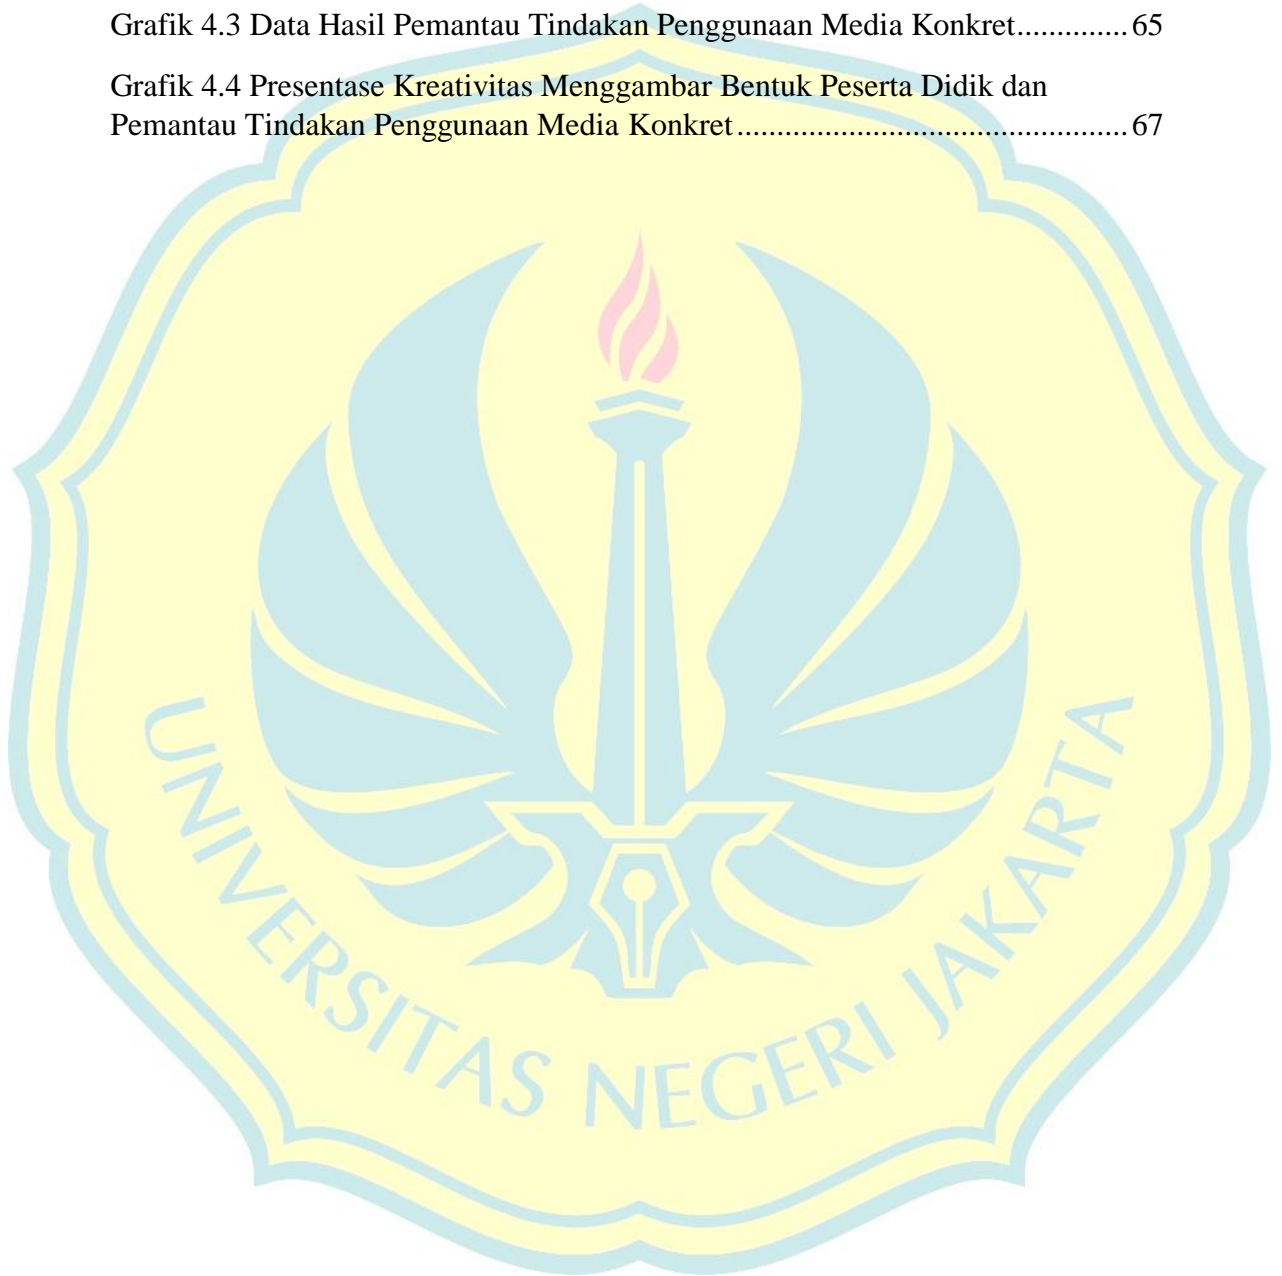 Grafik 4.3 Data Hasil Pemantau Tindakan Penggunaan Media Konkret.............. 65
Grafik 4.4 Presentase Kreativitas Menggambar Bentuk Peserta Didik dan
Pemantau Tindakan Penggunaan Media Konkret................................................. 67
UNIVERSITAS NEGERI JAKARTA